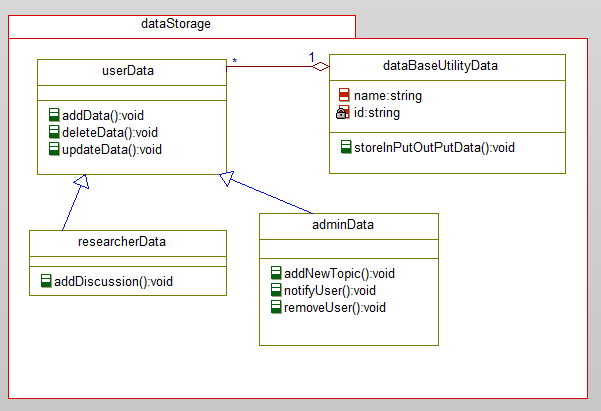 dataStorage
userData
addData():void
deleteData():void
updateData():void
*
1
dataBaseUtilityData
name:string
id:string
storeInPutOutPutData():void
researcherData
addDiscussion():void
adminData
addNewTopic():void
notifyUser():void
removeUser():void